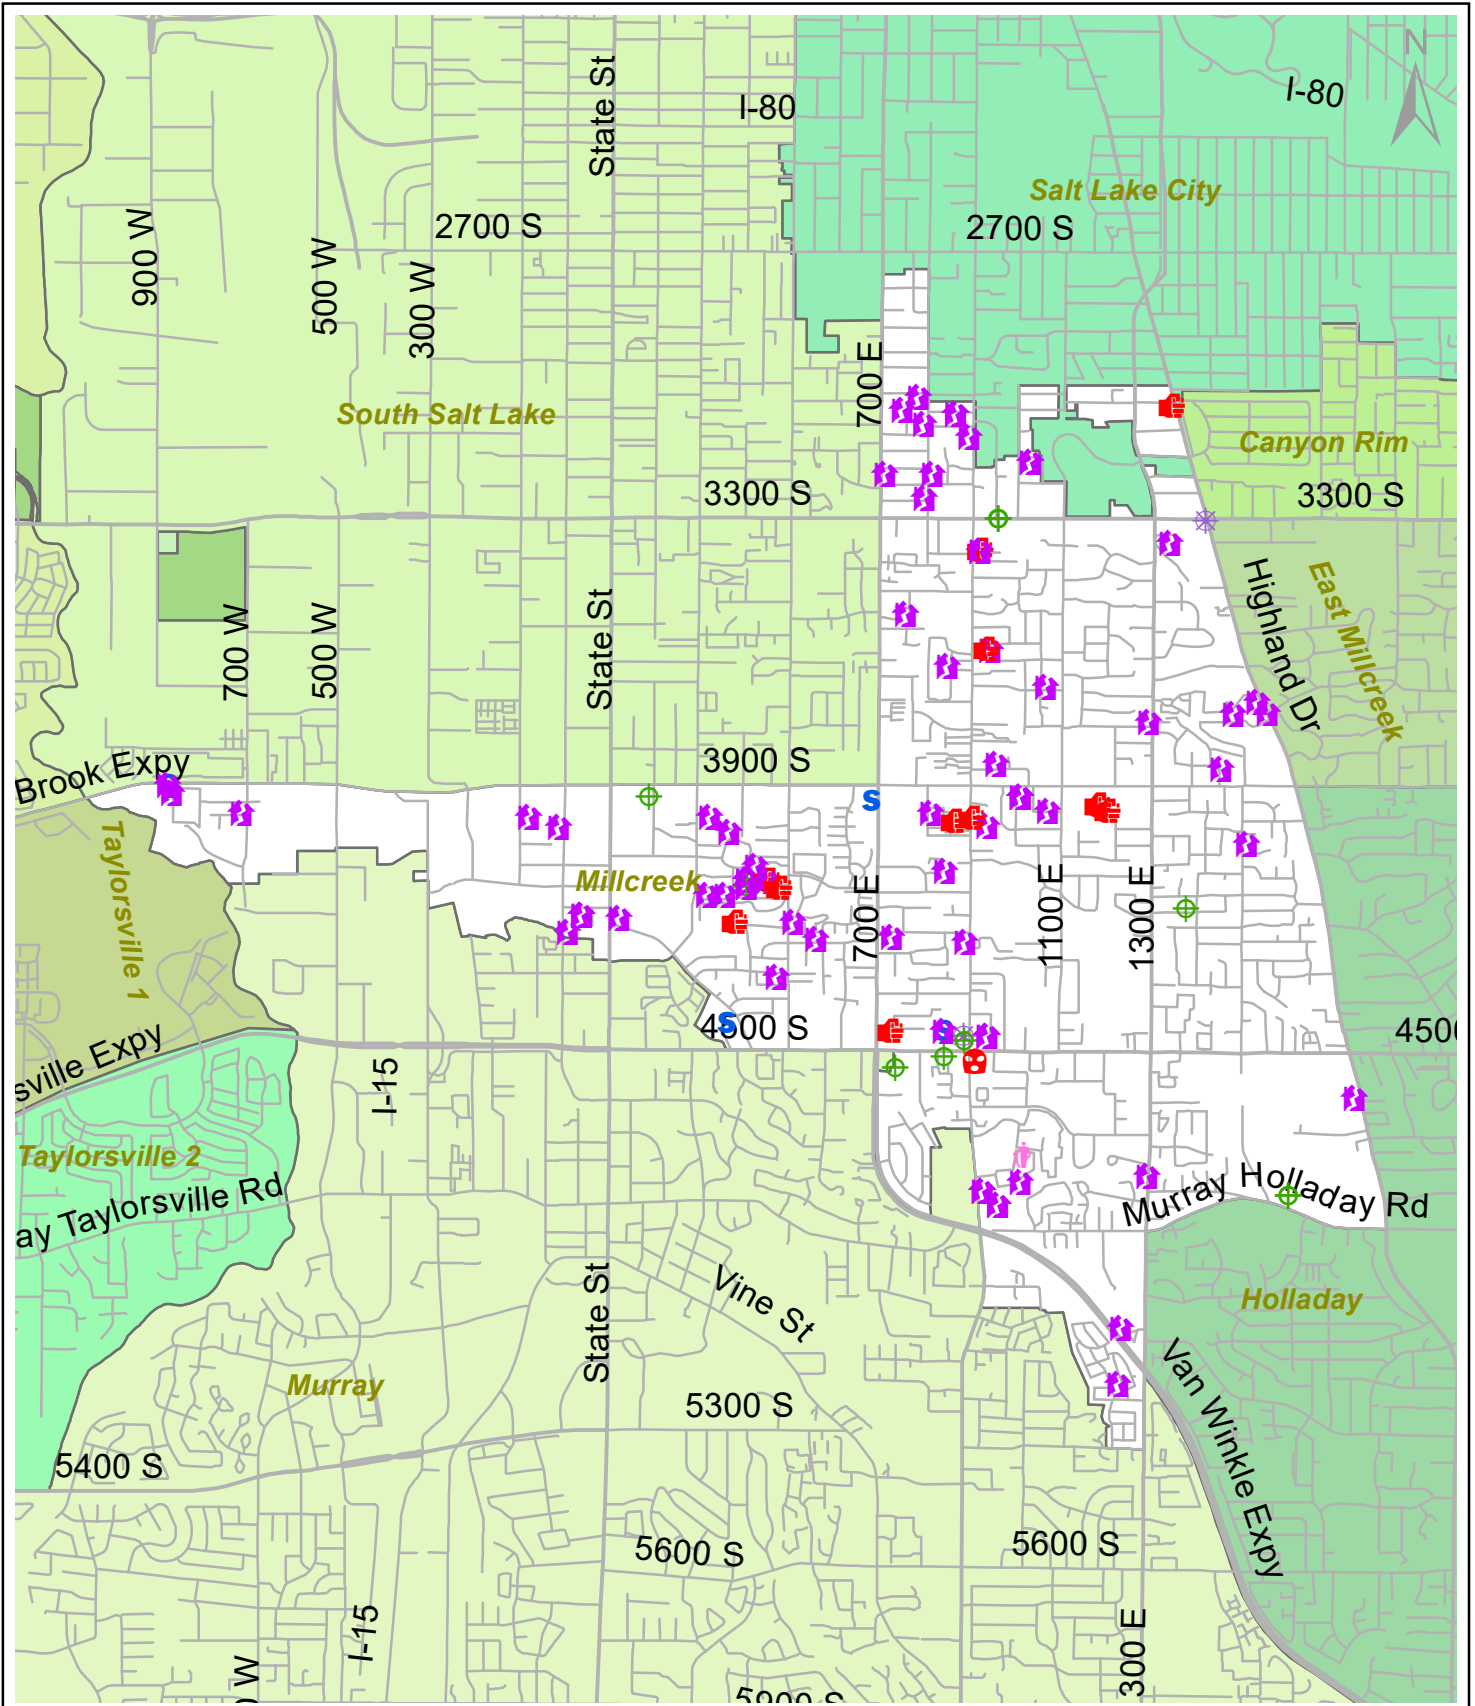 N
State St
I-80
I-80
Salt Lake City
900 W
2700 S
2700 S
500 W
300 W
700 E
South Salt Lake
Canyon Rim
3300 S
3300 S
Highland Dr
East Millcreek
700 W
500 W
State St
3900 S
Brook Expy
S
Taylorsville 1
Millcreek
700 E
1100 E
1300 E
S
4500 S
S
4500
sville Expy
I-15
Taylorsville 2
ay Taylorsville Rd
Murray Holladay Rd
State St
Vine St
Holladay
Murray
Van Winkle Expy
5300 S
5400 S
5600 S
5600 S
I-15
300 E
0 W
5900 S